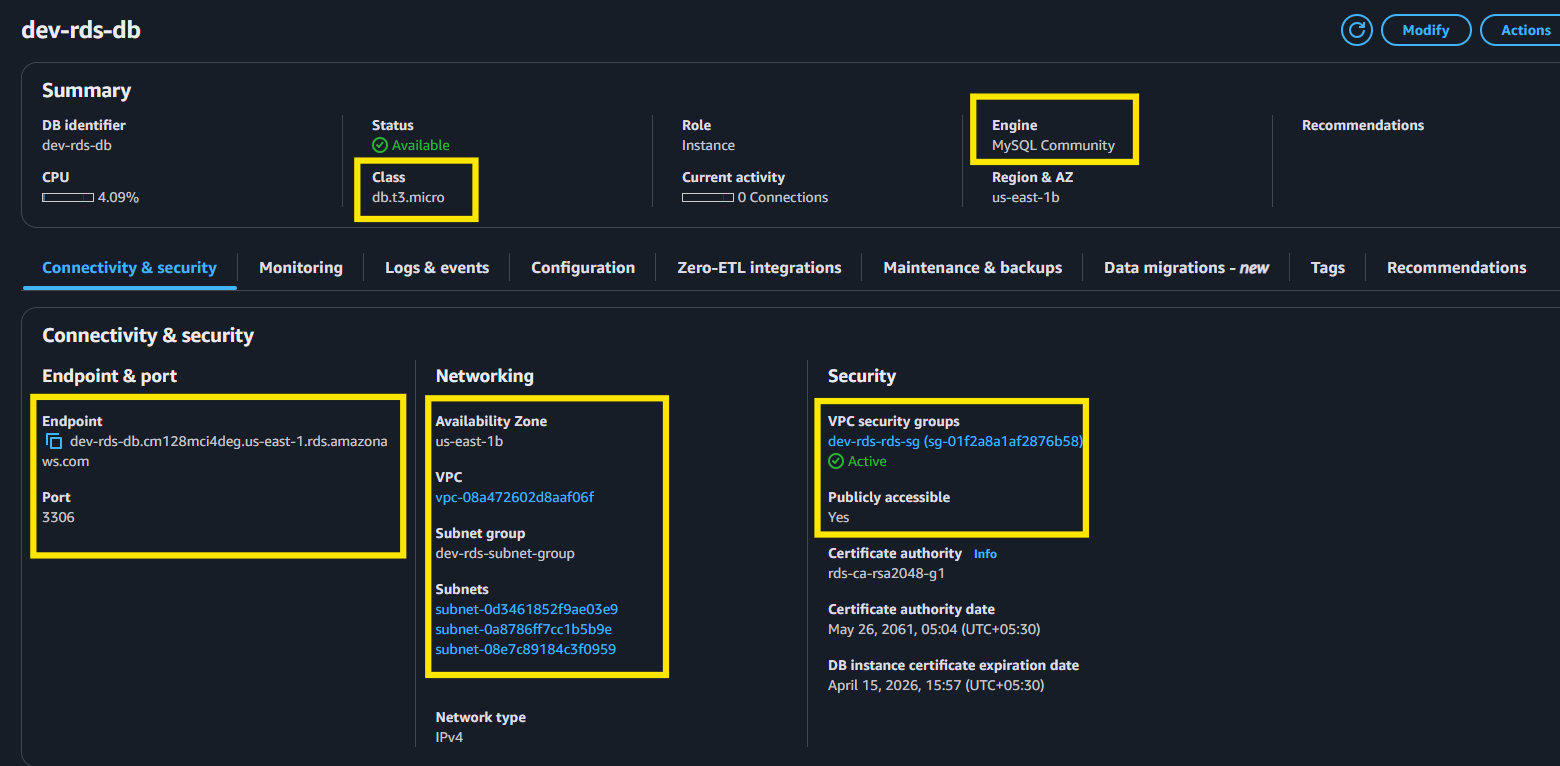 dev-rds-db
Modify
Actions
Summary
DB identifier
dev-rds-db
Status
Available
Role
Instance
Engine
MySQL Community
Recommendations
CPU
4.09%
Class
db.t3.micro
Current activity
0 Connections
Region & AZ
us-east-1b
Connectivity & security
Monitoring
Logs & events
Configuration
Zero-ETL integrations
Maintenance & backups
Data migrations - new
Tags
Recommendations
Connectivity & security
Endpoint & port
Endpoint
dev-rds-db.cm128mci4deg.us-east-1.rds.amazona
ws.com
Port
3306
Networking
Availability Zone
us-east-1b
VPC
vpc-08a472602d8aaf06f
Subnet group
dev-rds-subnet-group
Subnets
subnet-0d3461852f9ae03e9
subnet-0a8786ff7cc1b5b9e
subnet-08e7c89184c3f0959
Network type
IPv4
Security
VPC security groups
dev-rds-rds-sg (sg-01f2a8a1af2876b58)
Active
Publicly accessible
Yes
Certificate authority Info
rds-ca-rsa2048-g1
Certificate authority date
May 26, 2061, 05:04 (UTC+05:30)
DB instance certificate expiration date
April 15, 2026, 15:57 (UTC+05:30)